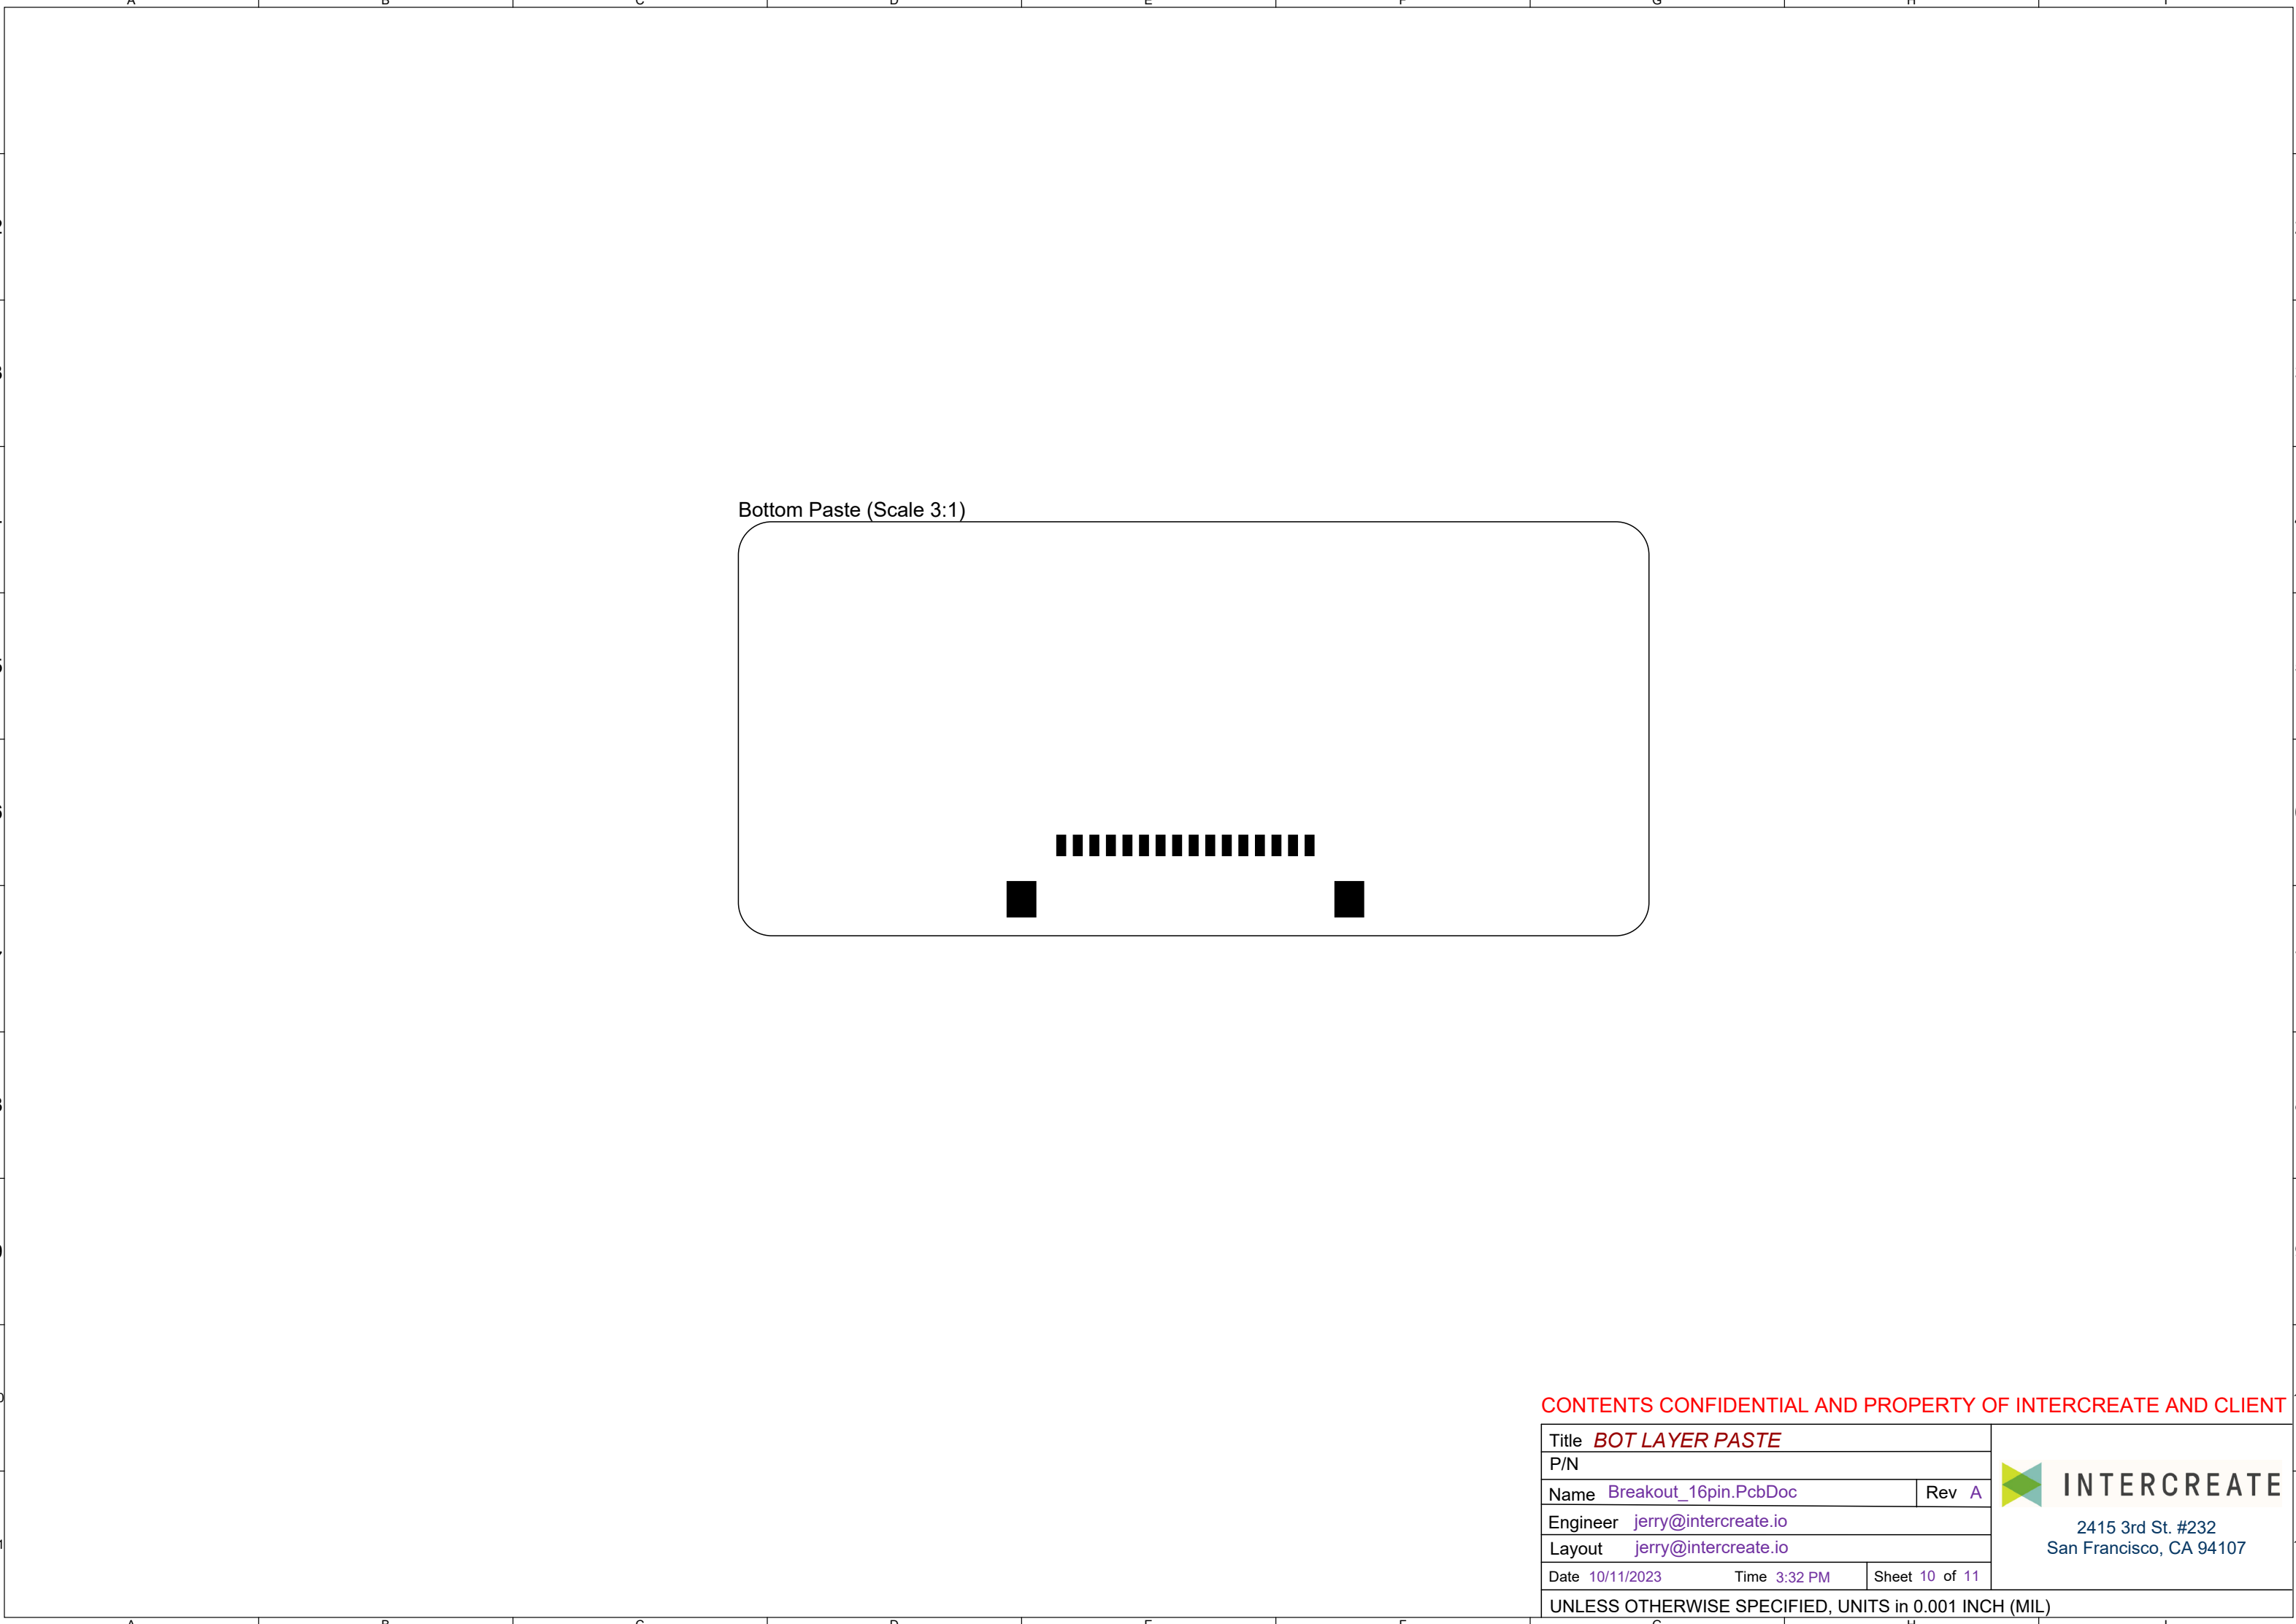 Bottom Paste (Scale 3:1)
CONTENTS CONFIDENTIAL AND PROPERTY OF INTERCREATE AND CLIENT
Title BOT LAYER PASTE
P/N
Name Breakout_16pin.PcbDoc Rev A
Engineer jerry@intercreate.io
Layout jerry@intercreate.io
Date 10/11/2023 Time 3:32 PM Sheet 10 of 11
UNLESS OTHERWISE SPECIFIED, UNITS in 0.001 INCH (MIL)
INTERCREATE
2415 3rd St. #232
San Francisco, CA 94107